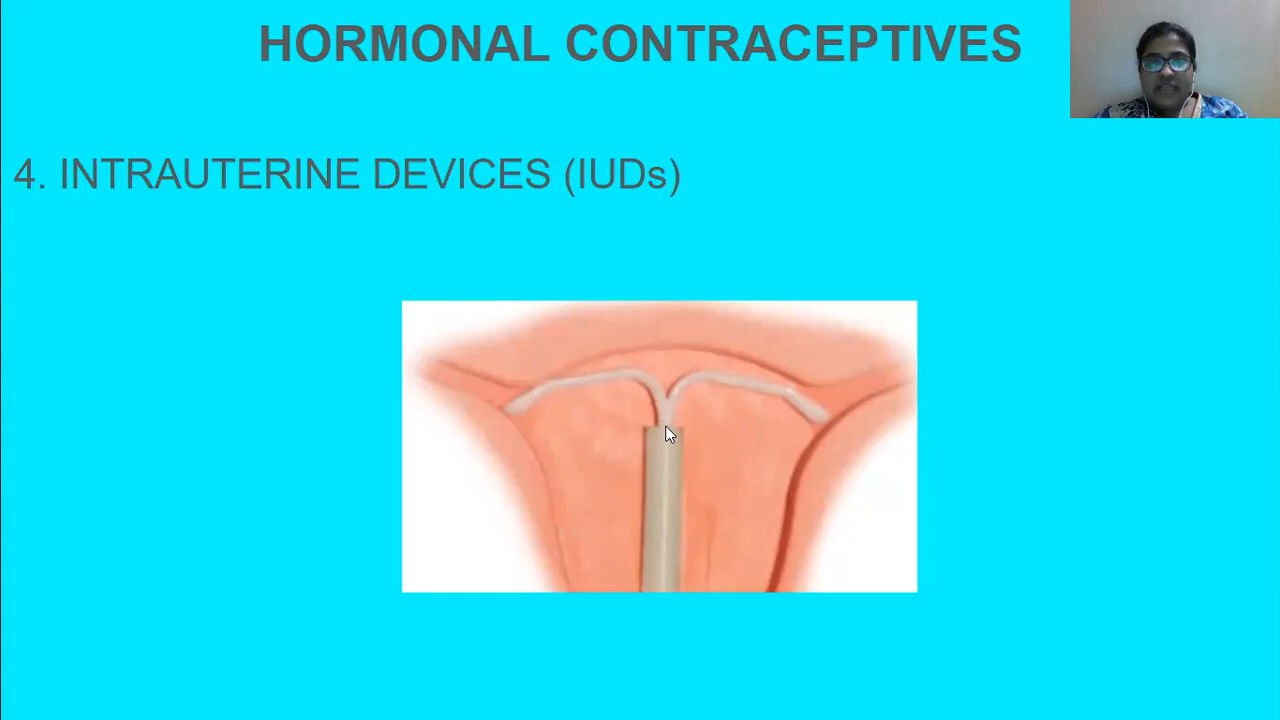 HORMONAL CONTRACEPTIVES
4. INTRAUTERINE DEVICES (IUDs)